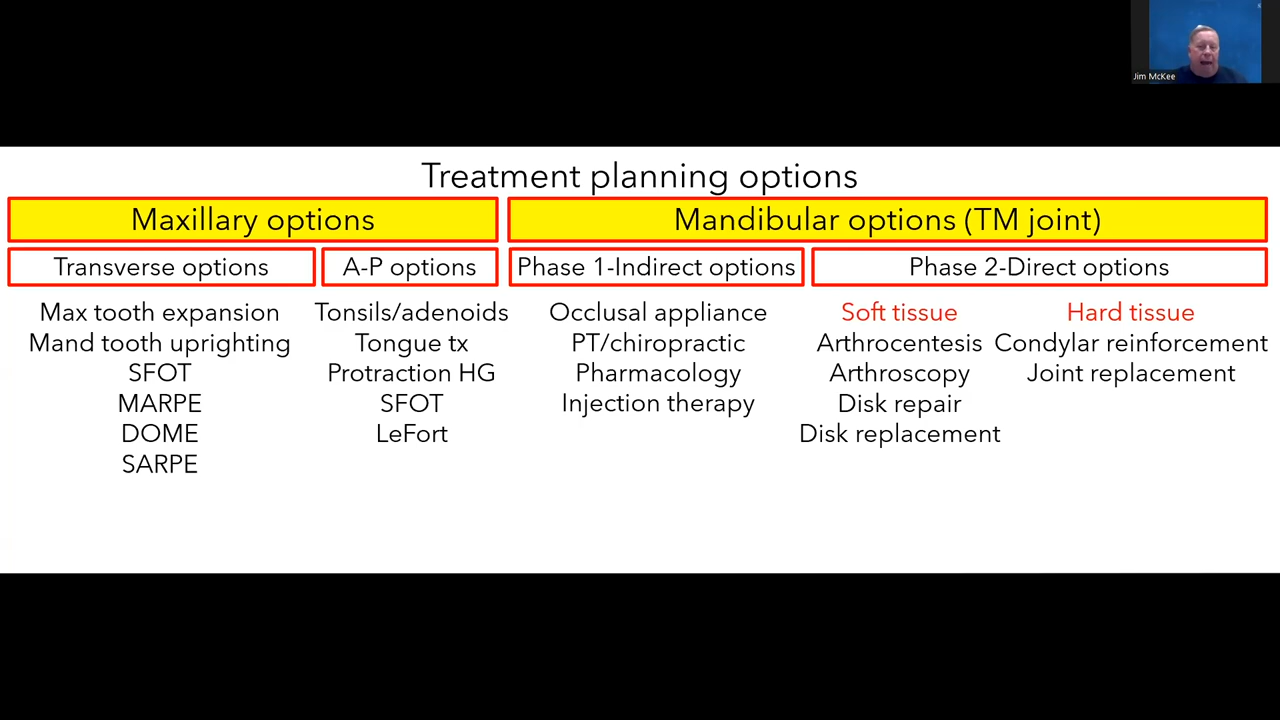 Jim McKee
Treatment planning options
Maxillary options
Mandibular options (TM joint)
Transverse options
A-P options
Phase 1-Indirect options
Phase 2-Direct options
Max tooth expansion
Mand tooth uprighting
SFOT
MARPE
DOME
SARPE
Tonsils/adenoids
Tongue tx
Protraction HG
SFOT
LeFort
Occlusal appliance
PT/chiropractic
Pharmacology
Injection therapy
Soft tissue
Arthrocentesis
Arthroscopy
Disk repair
Disk replacement
Hard tissue
Condylar reinforcement
Joint replacement